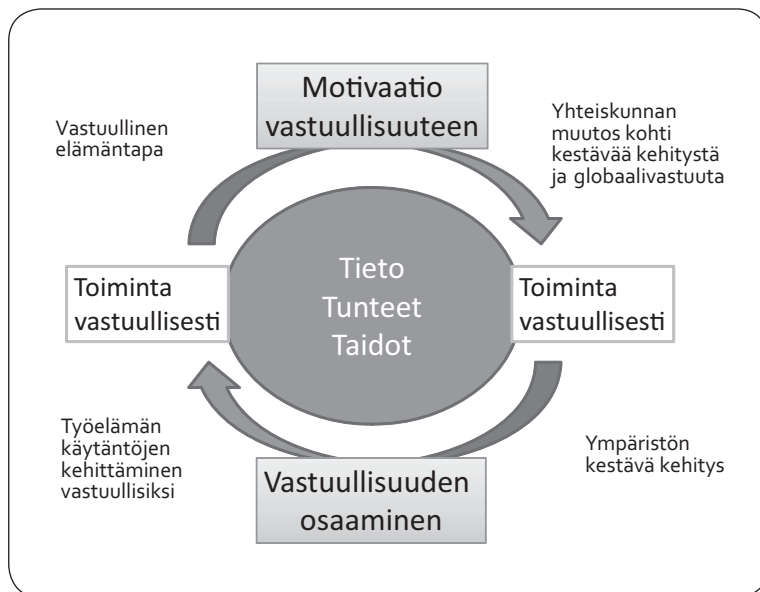 Motivaatio
vastuullisuuteen
Vastuullinen
elämäntapa
Yhteiskunnan
muutos kohti
kestävää kehitystä
ja globaalivastuuta
Toiminta
vastuullisesti
Tieto
Tunteet
Taidot
Toiminta
vastuullisesti
Työelämän
käytäntöjen
kehittäminen
vastuullisiksi
Vastuullisuuden
osaaminen
Ympäristön
kestävä kehitys